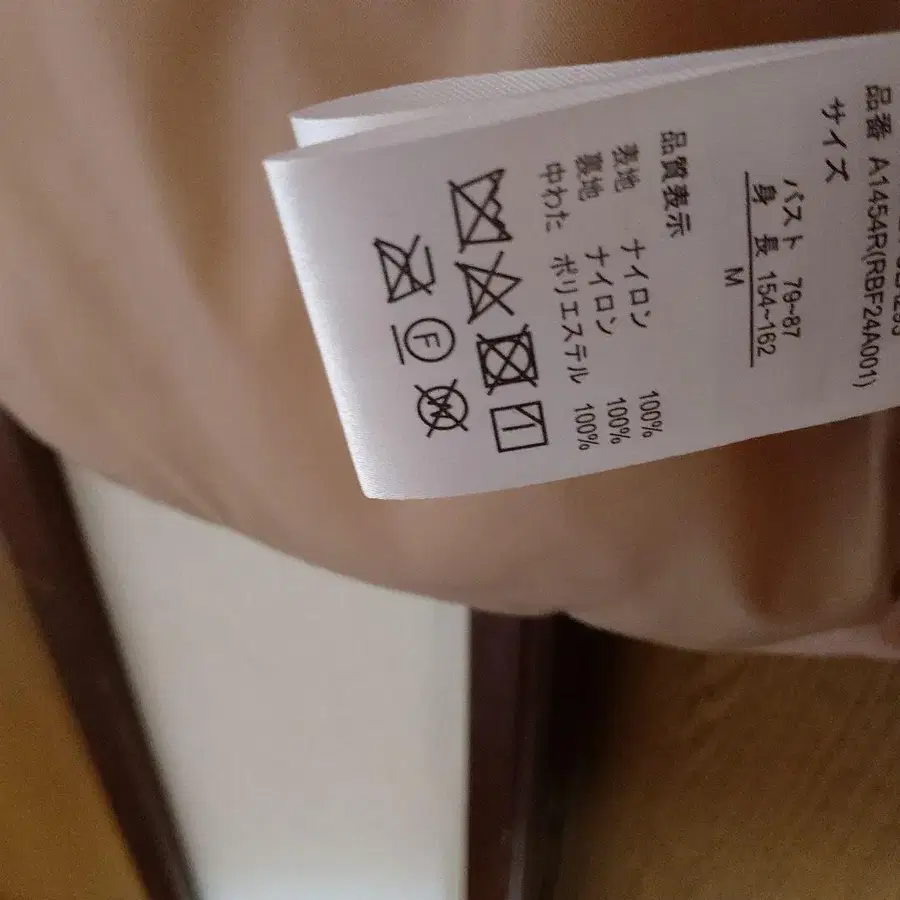 品番 A1454R(RBF24A001)
サイズ
バスト 79~87
身長 154~162
M
品質表示
表地 ナイロン 100%
裏地 ナイロン 100%
中わた ポリエステル 100%
F
W